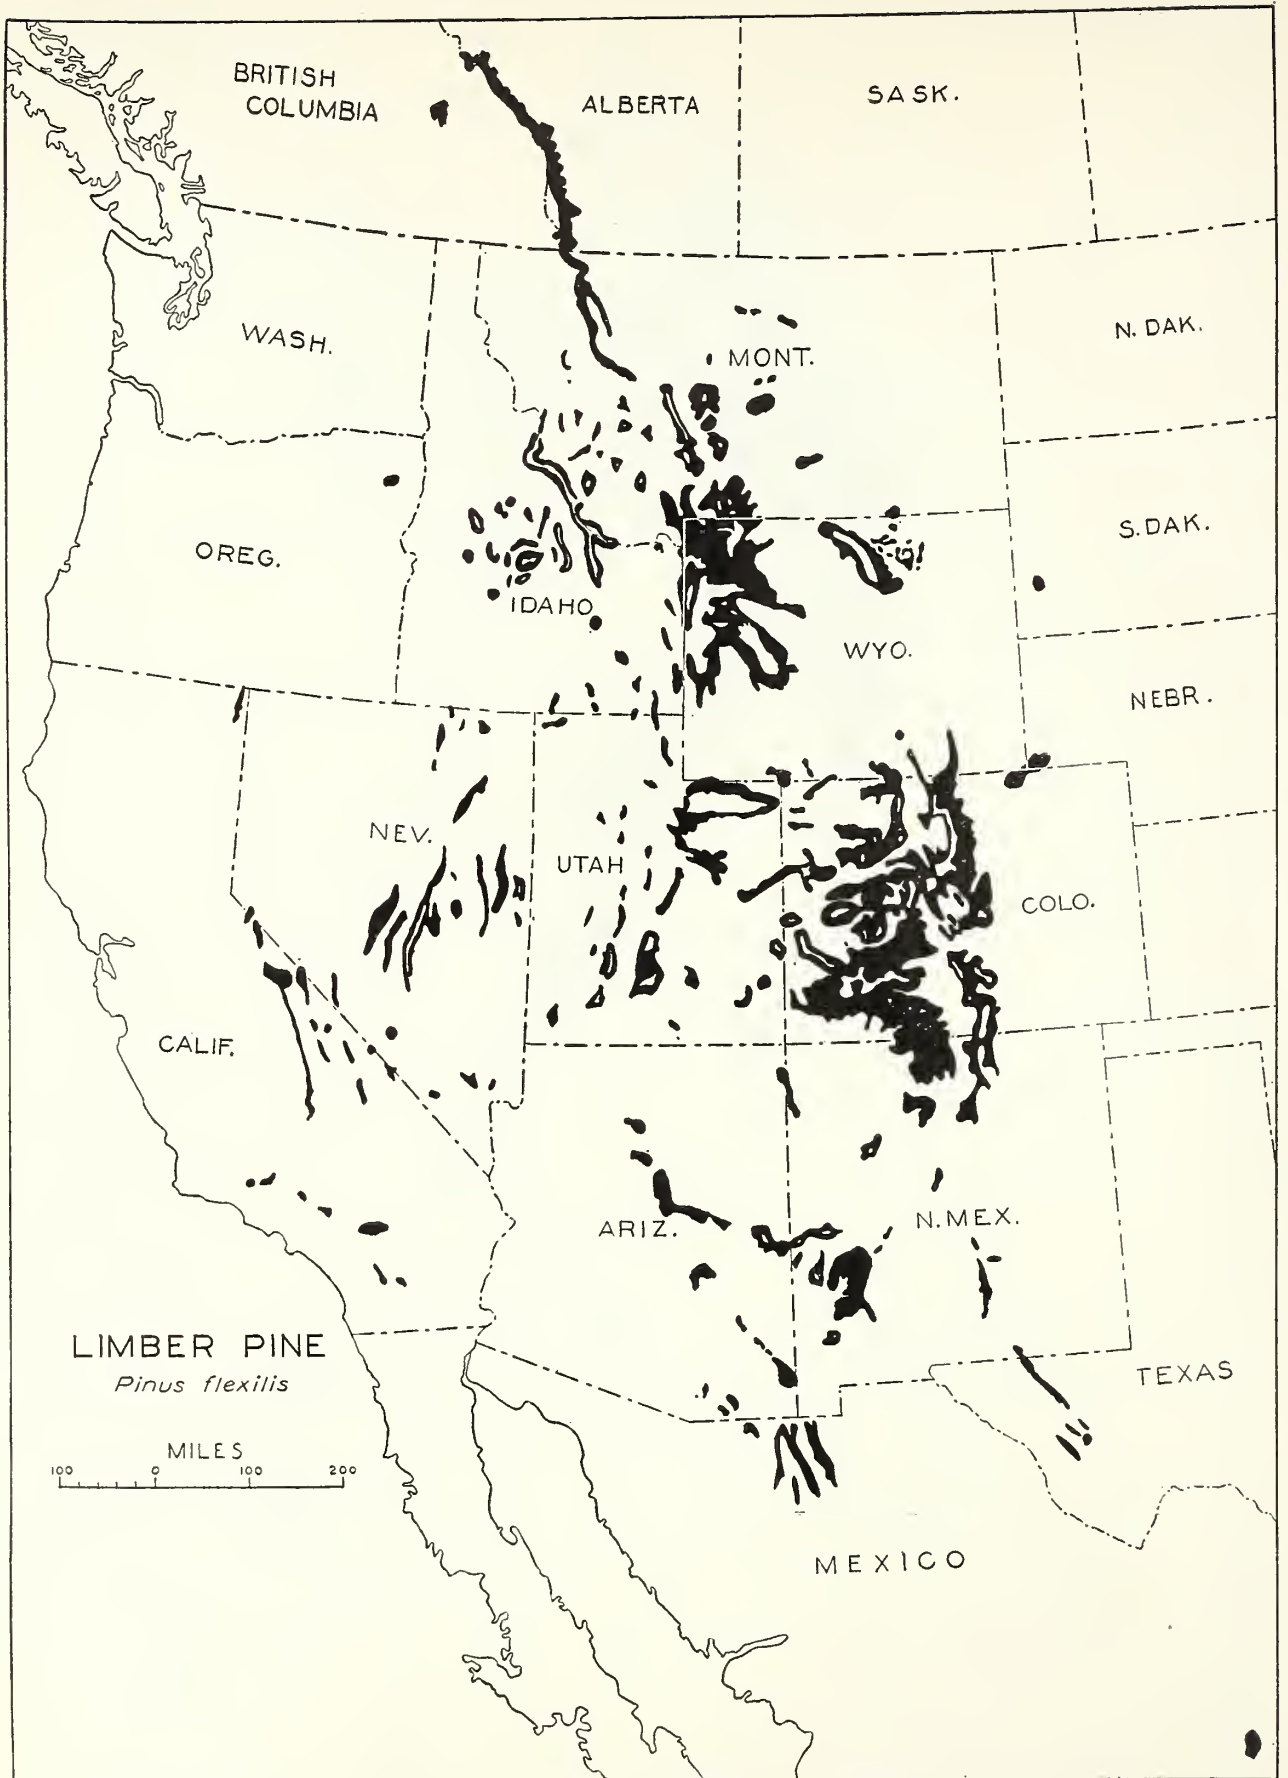 BRITISH
COLUMBIA
ALBERTA
SASK.
WASH.
MONT.
N. DAK.
OREG.
IDAHO
S. DAK.
WYO.
NEBR.
NEV.
UTAH
COLO.
CALIF.
ARIZ.
N. MEX.
LIMBER PINE
Pinus flexilis
TEXAS
MILES
100 0 100 200
MEXICO